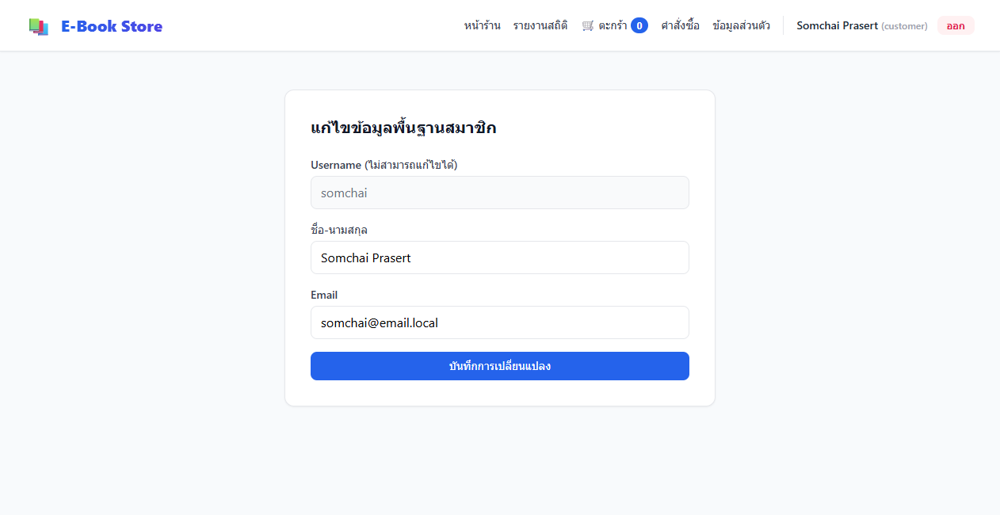 E-Book Store
หน้าร้าน รายงานสถิติ ตะกร้า 0 คำสั่งซื้อ ข้อมูลส่วนตัว Somchai Prasert (customer) ออก
แก้ไขข้อมูลพื้นฐานสมาชิก
Username (ไม่สามารถแก้ไขได้)
somchai
ชื่อ-นามสกุล
Somchai Prasert
Email
somchai@email.local
บันทึกการเปลี่ยนแปลง